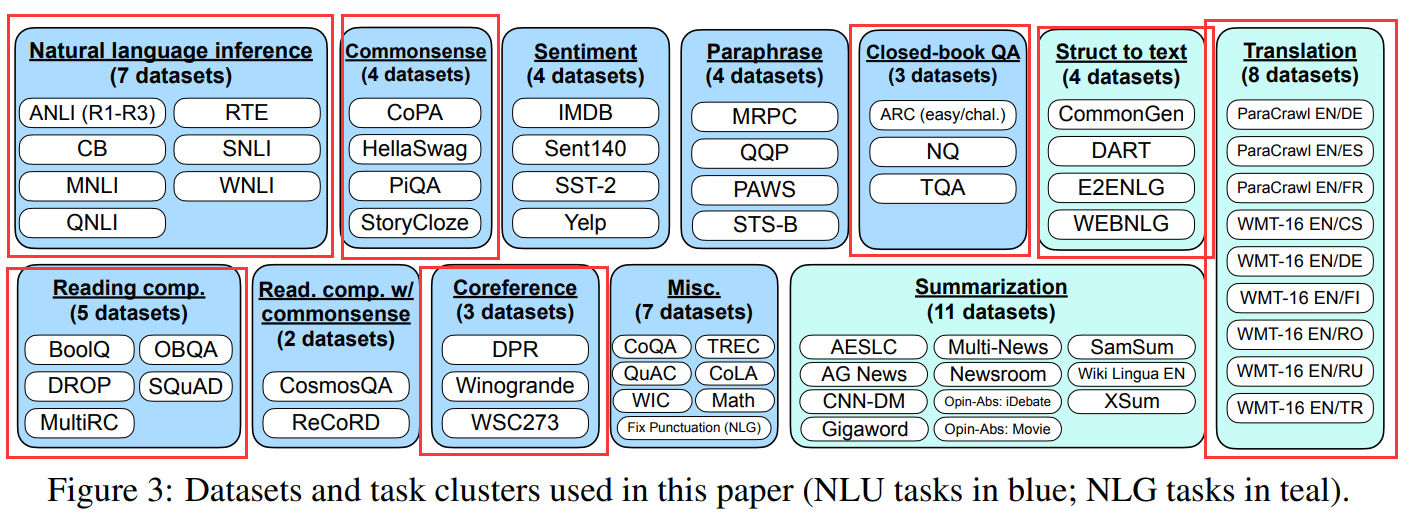 Natural language inference
(7 datasets)
ANLI (R1-R3)
RTE
CB
SNLI
MNLI
WNLI
QNLI
Commonsense
(4 datasets)
CoPA
HellaSwag
PiQA
StoryCloze
Sentiment
(4 datasets)
IMDB
Sent140
SST-2
Yelp
Paraphrase
(4 datasets)
MRPC
QQP
PAWS
STS-B
Closed-book QA
(3 datasets)
ARC (easy/chal.)
NQ
TQA
Struct to text
(4 datasets)
CommonGen
DART
E2ENLG
WEBNLG
Translation
(8 datasets)
ParaCrawl EN/DE
ParaCrawl EN/ES
ParaCrawl EN/FR
WMT-16 EN/CS
WMT-16 EN/DE
WMT-16 EN/FI
WMT-16 EN/RO
WMT-16 EN/RU
WMT-16 EN/TR
Reading comp.
(5 datasets)
BoolQ
OBQA
DROP
SQuAD
MultiRC
Read. comp. w/
commonsense
(2 datasets)
CosmosQA
ReCoRD
Coreference
(3 datasets)
DPR
Winogrande
WSC273
Misc.
(7 datasets)
CoQA
TREC
QuAC
CoLA
WIC
Math
Fix Punctuation (NLG)
Summarization
(11 datasets)
AESLC
Multi-News
SamSum
AG News
Newsroom
Wiki Lingua EN
CNN-DM
Opin-Abs: iDebate
XSum
Gigaword
Opin-Abs: Movie
Figure 3: Datasets and task clusters used in this paper (NLU tasks in blue; NLG tasks in teal).